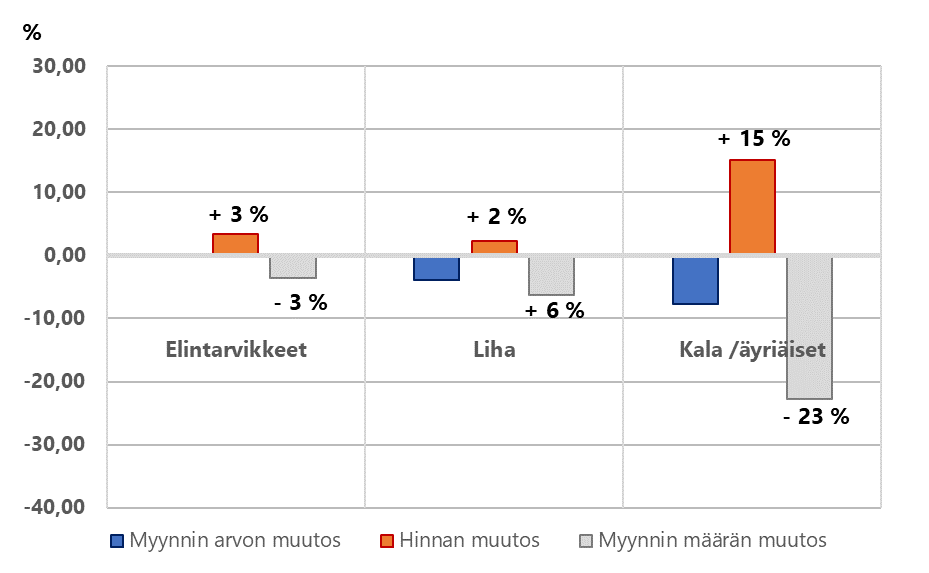 %
30,00
20,00
10,00
0,00
-10,00
-20,00
-30,00
-40,00
+ 3 %
- 3 %
+ 2 %
+ 6 %
+ 15 %
- 23 %
Elintarvikkeet
Liha
Kala /äyriäiset
Myynnin arvon muutos
Hinnan muutos
Myynnin määrän muutos